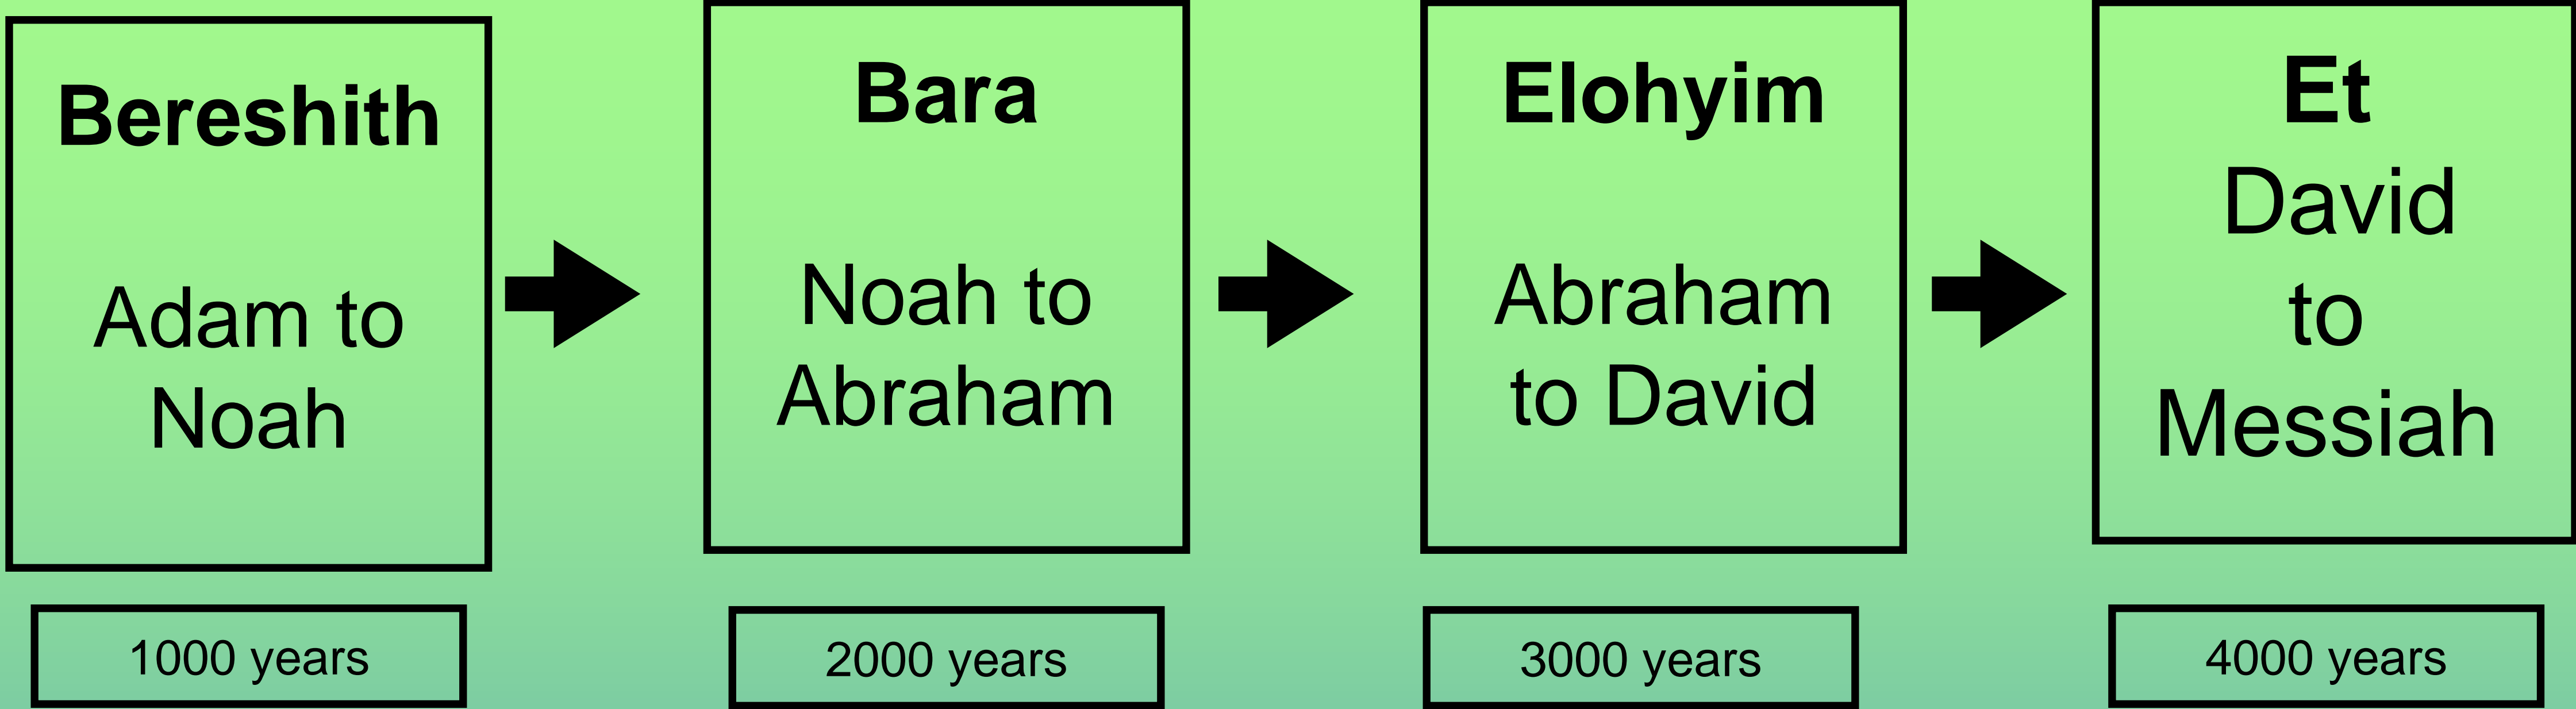 Bereshith
Adam to
Noah
1000 years
Bara
Noah to
Abraham
2000 years
Elohyim
Abraham
to David
3000 years
Et
David
to
Messiah
4000 years